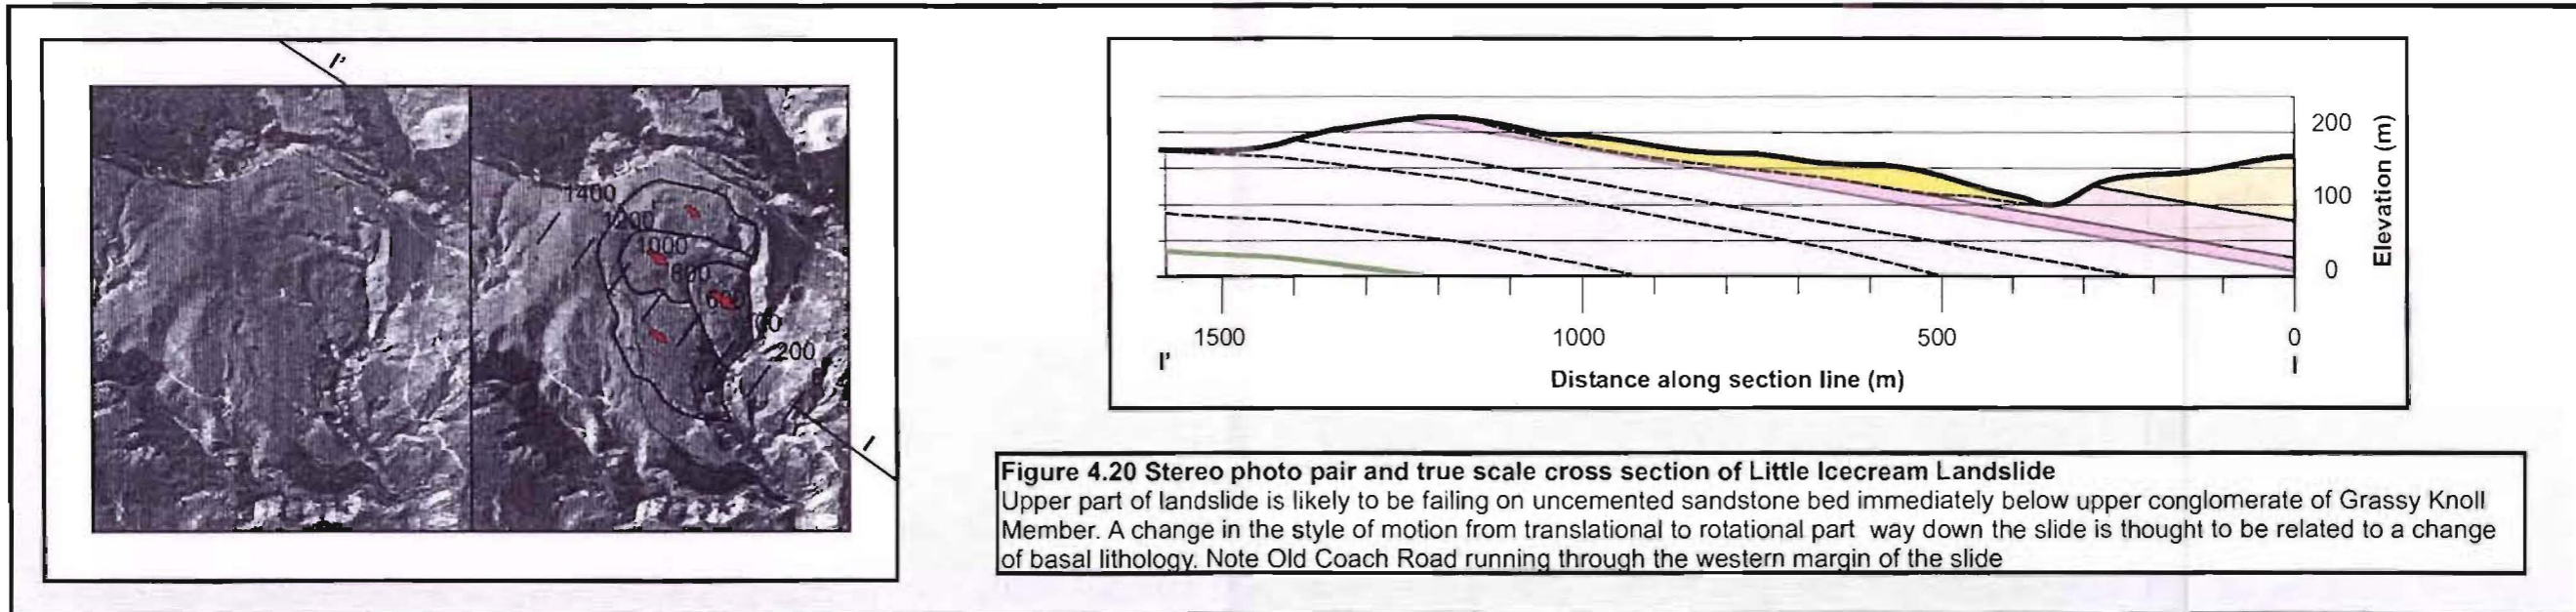 I'
1400
1200
1000
800
200
I
200
100
0
Elevation (m)
1500
1000
500
0
I'
I
Distance along section line (m)
Figure 4.20 Stereo photo pair and true scale cross section of Little Icecream Landslide
Upper part of landslide is likely to be failing on uncemented sandstone bed immediately below upper conglomerate of Grassy Knoll
Member. A change in the style of motion from translational to rotational part way down the slide is thought to be related to a change
of basal lithology. Note Old Coach Road running through the western margin of the slide